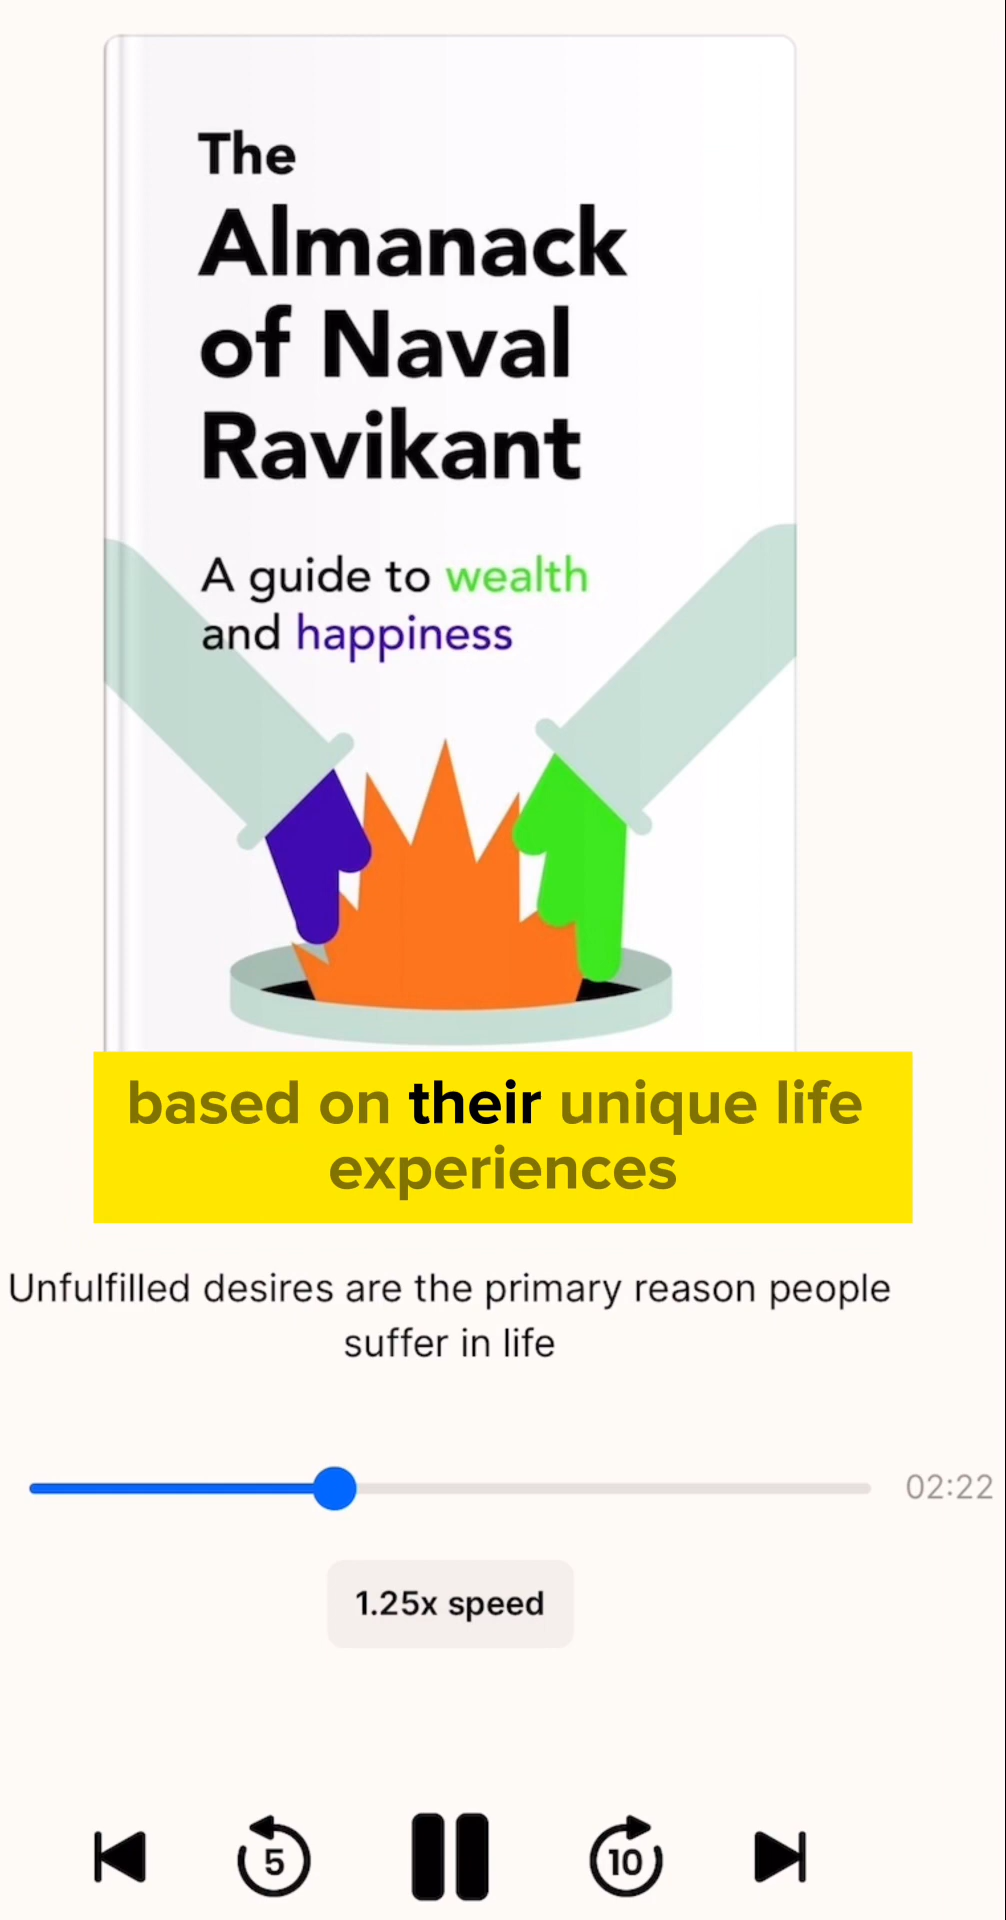 The
Almanack
of Naval
Ravikant
A guide to wealth
and happiness
based on their unique life
experiences
Unfulfilled desires are the primary reason people
suffer in life
02:22
1.25x speed
5
10